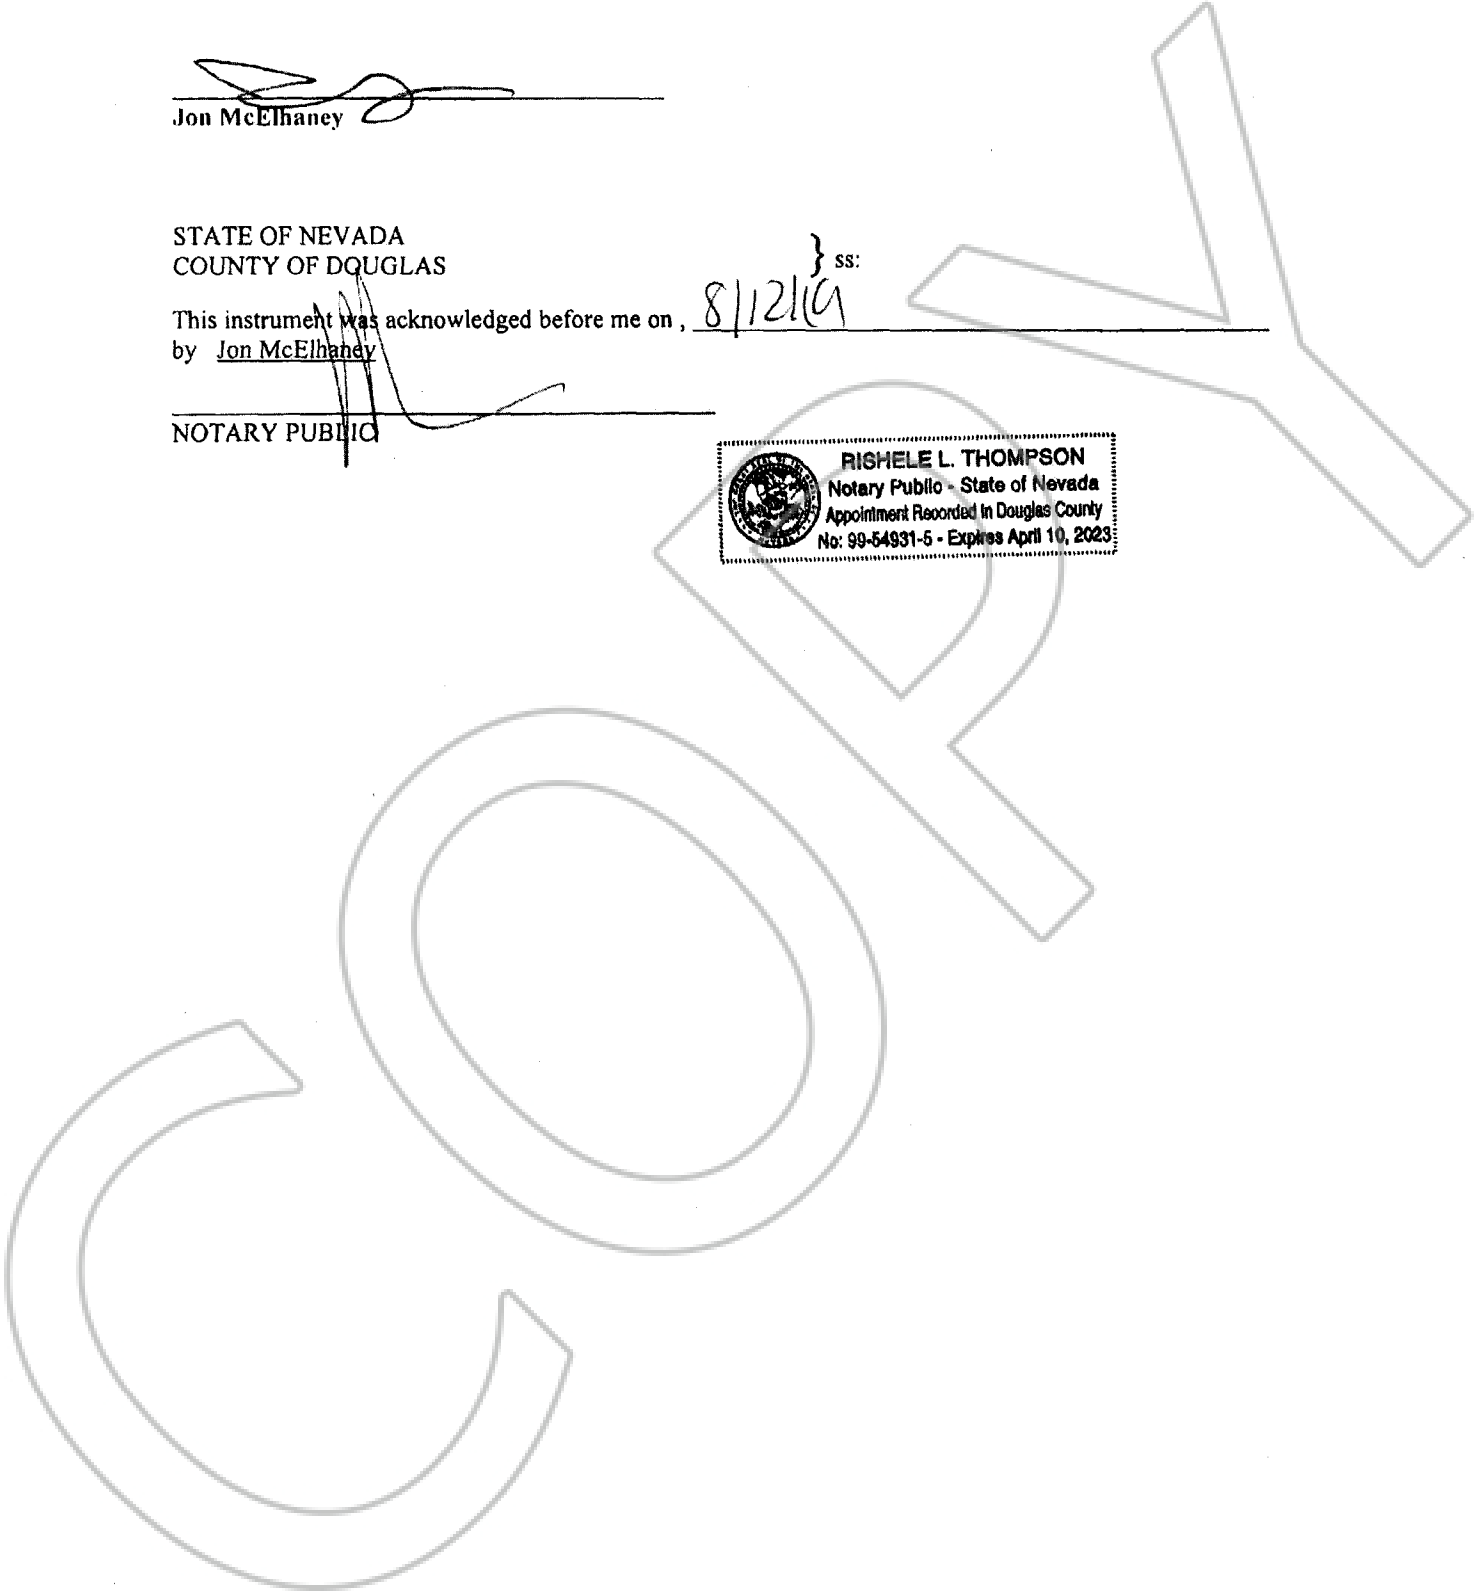 Jon McElhaney
STATE OF NEVADA
COUNTY OF DOUGLAS
} ss:
This instrument was acknowledged before me on , 8/12/19
by Jon McElhaney
NOTARY PUBLIC
RISHELE L. THOMPSON
Notary Public - State of Nevada
Appointment Recorded in Douglas County
No: 99-54931-5 - Expires April 10, 2023
COPY